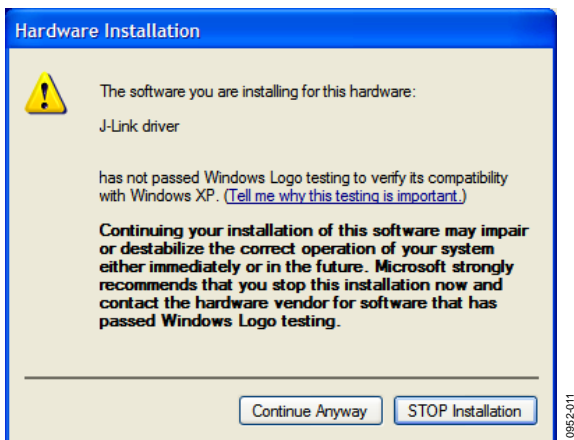 Hardware Installation
The software you are installing for this hardware:
J-Link driver
has not passed Windows Logo testing to verify its compatibility
with Windows XP. (Tell me why this testing is important.)
Continuing your installation of this software may impair
or destabilize the correct operation of your system
either immediately or in the future. Microsoft strongly
recommends that you stop this installation now and
contact the hardware vendor for software that has
passed Windows Logo testing.
Continue Anyway
STOP Installation
0952-011